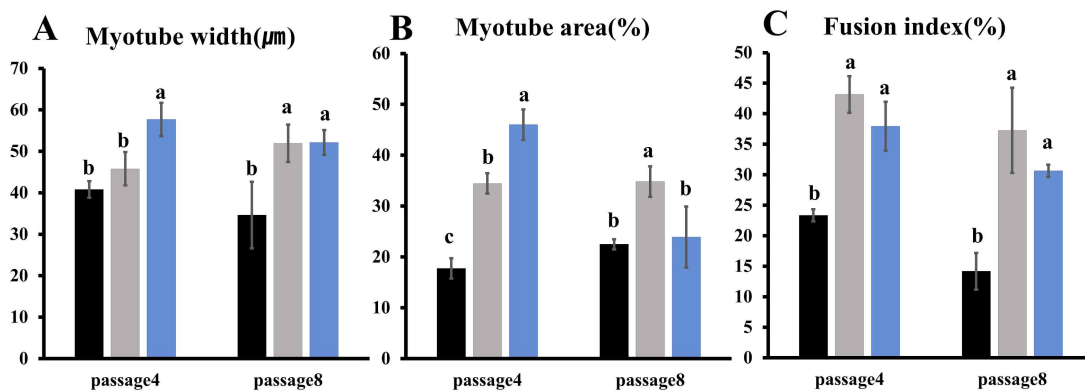 A Myotube width(㎛)
70
60
50
40
30
20
10
0
b
b
a
b
a
a
passage4 passage8
B Myotube area(%)
60
50
40
30
20
10
0
c
b
a
b
a
b
passage4 passage8
C Fusion index(%)
50
45
40
35
30
25
20
15
10
5
0
b
a
a
b
a
a
passage4 passage8